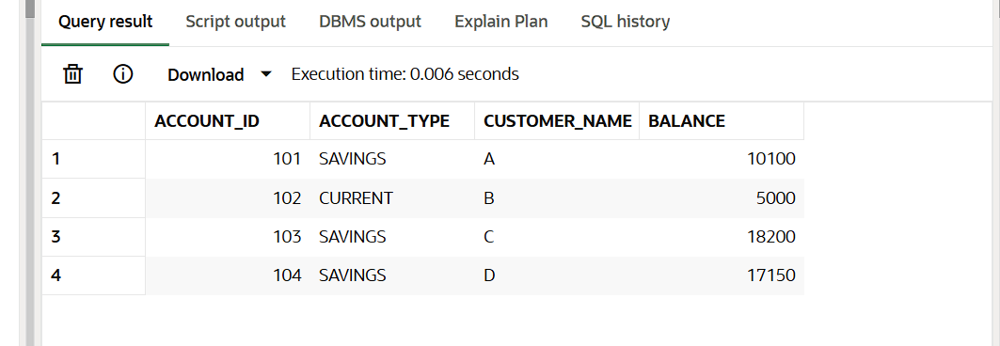 Query result Script output DBMS output Explain Plan SQL history
Download Execution time: 0.006 seconds
ACCOUNT_ID ACCOUNT_TYPE CUSTOMER_NAME BALANCE
1 101 SAVINGS A 10100
2 102 CURRENT B 5000
3 103 SAVINGS C 18200
4 104 SAVINGS D 17150